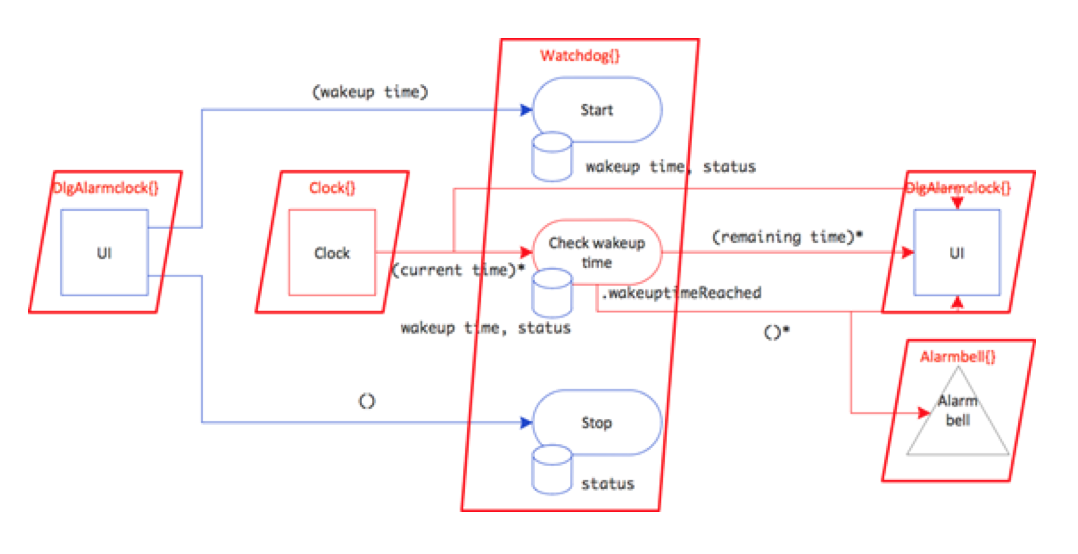 Watchdog{}
(wakeup time)
Start
wakeup time, status
DlgAlarmclock{}
Clock{}
DlgAlarmclock{}
UI
Clock
(current time)*
Check wakeup
time
(remaining time)*
UI
.wakeuptimeReached
wakeup time, status
()*
Alarmbell{}
Alarm
bell
()
Stop
status